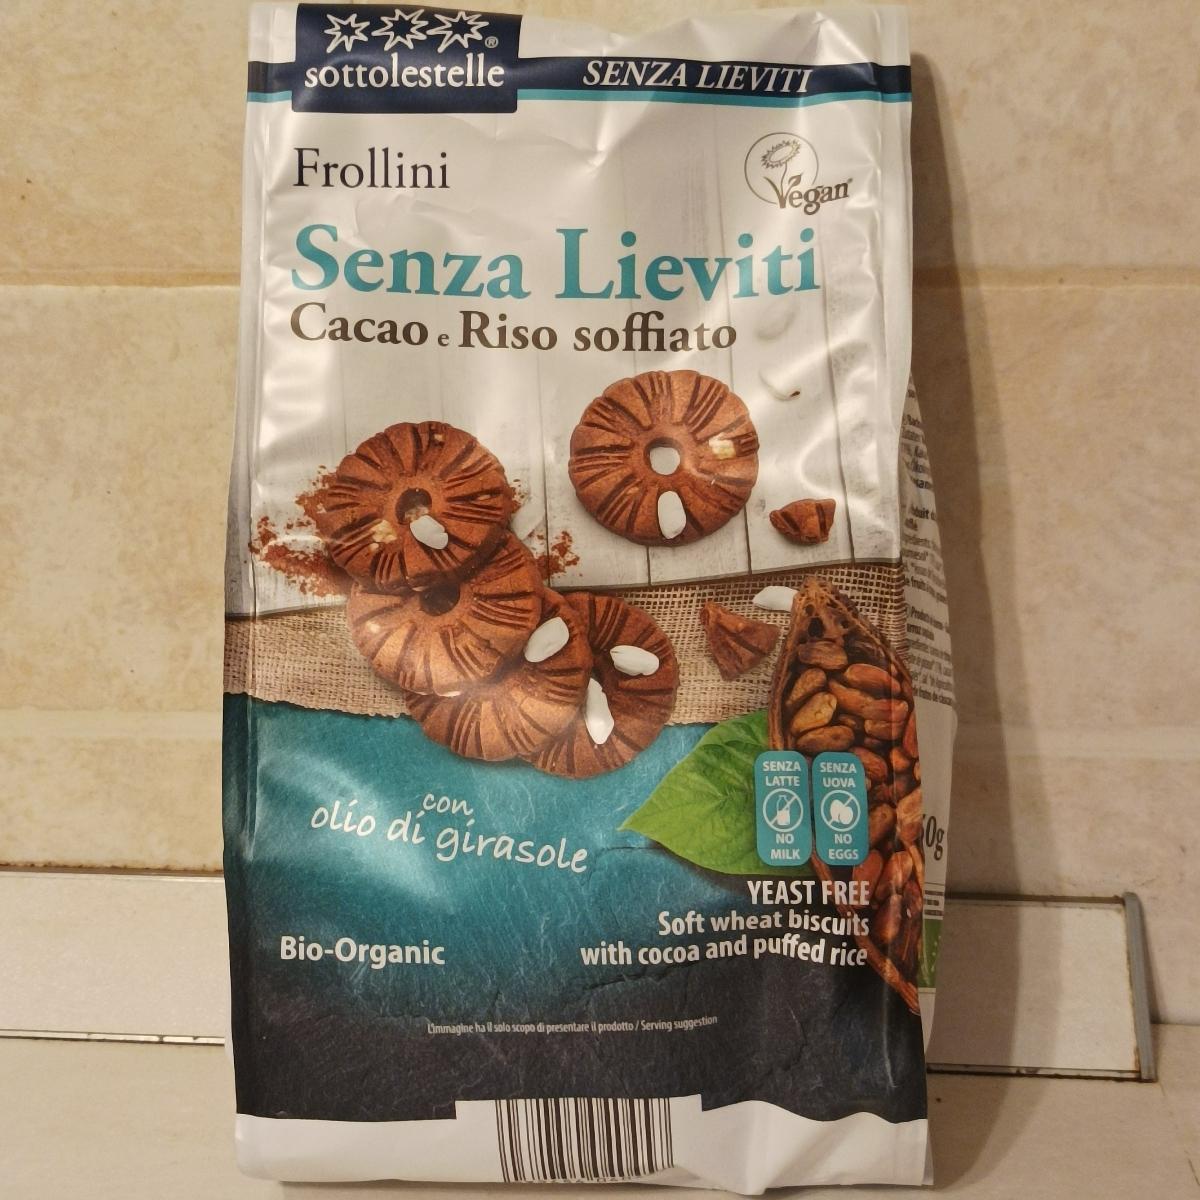 sottolestelle®
SENZA LIEVITI
Frollini
Vegan
Senza Lieviti
Cacao e Riso soffiato
con
olio di girasole
SENZA
LATTE
NO
MILK
SENZA
UOVA
NO
EGGS
YEAST FREE
Soft wheat biscuits
with cocoa and puffed rice
Bio-Organic
L'immagine ha il solo scopo di presentare il prodotto / Serving suggestion